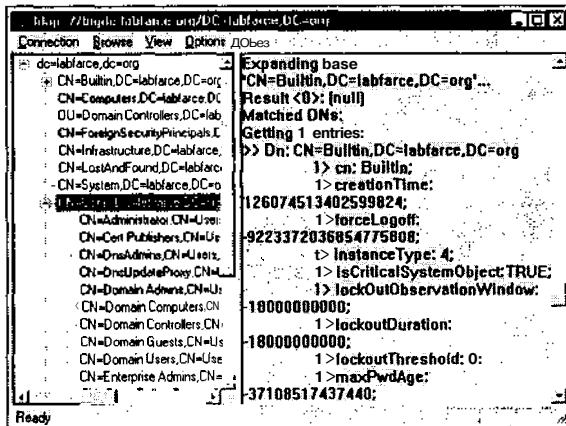 ldap: //bigdc.labfarce.org/DC=labfarce,DC=org
Connection Browse View Options ДОБез
dc=labfarce,dc=org
CN=Builtin,DC=labfarce,DC=org
CN=Computers,DC=labfarce,DC
OU=Domain Controllers,DC=lab
CN=ForeignSecurityPrincipals,D
CN=Infrastructure,DC=labfarce,D
CN=LostAndFound,DC=labfarc
CN=System,DC=labfarce,DC=o
CN=Administrator,CN=User
CN=Cert Publishers,CN=Us
CN=DnsAdmins,CN=Users,
CN=DnsUpdateProxy,CN=U
CN=Domain Admins,CN=Us
CN=Domain Computers,CN
CN=Domain Controllers,CN
CN=Domain Guests,CN=Us
CN=Domain Users,CN=Use
CN=Enterprise Admins,CN=
Expanding base
'CN=Builtin,DC=labfarce,DC=org'...
Result <0>: (null)
Matched DNs:
Getting 1 entries:
>> Dn: CN=Builtin,DC=labfarce,DC=org
1> cn: Builtin;
1> creationTime:
126074513402599824;
1>forceLogoff:
-9223372036854775808;
t> instanceType: 4;
1> isCriticalSystemObject:TRUE;
1> lockOutObservationWindow:
-18000000000;
1>lockoutDuration:
-18000000000;
1>lockoutThreshold: 0;
1>maxPwdAge:
-37108517437440;
Ready